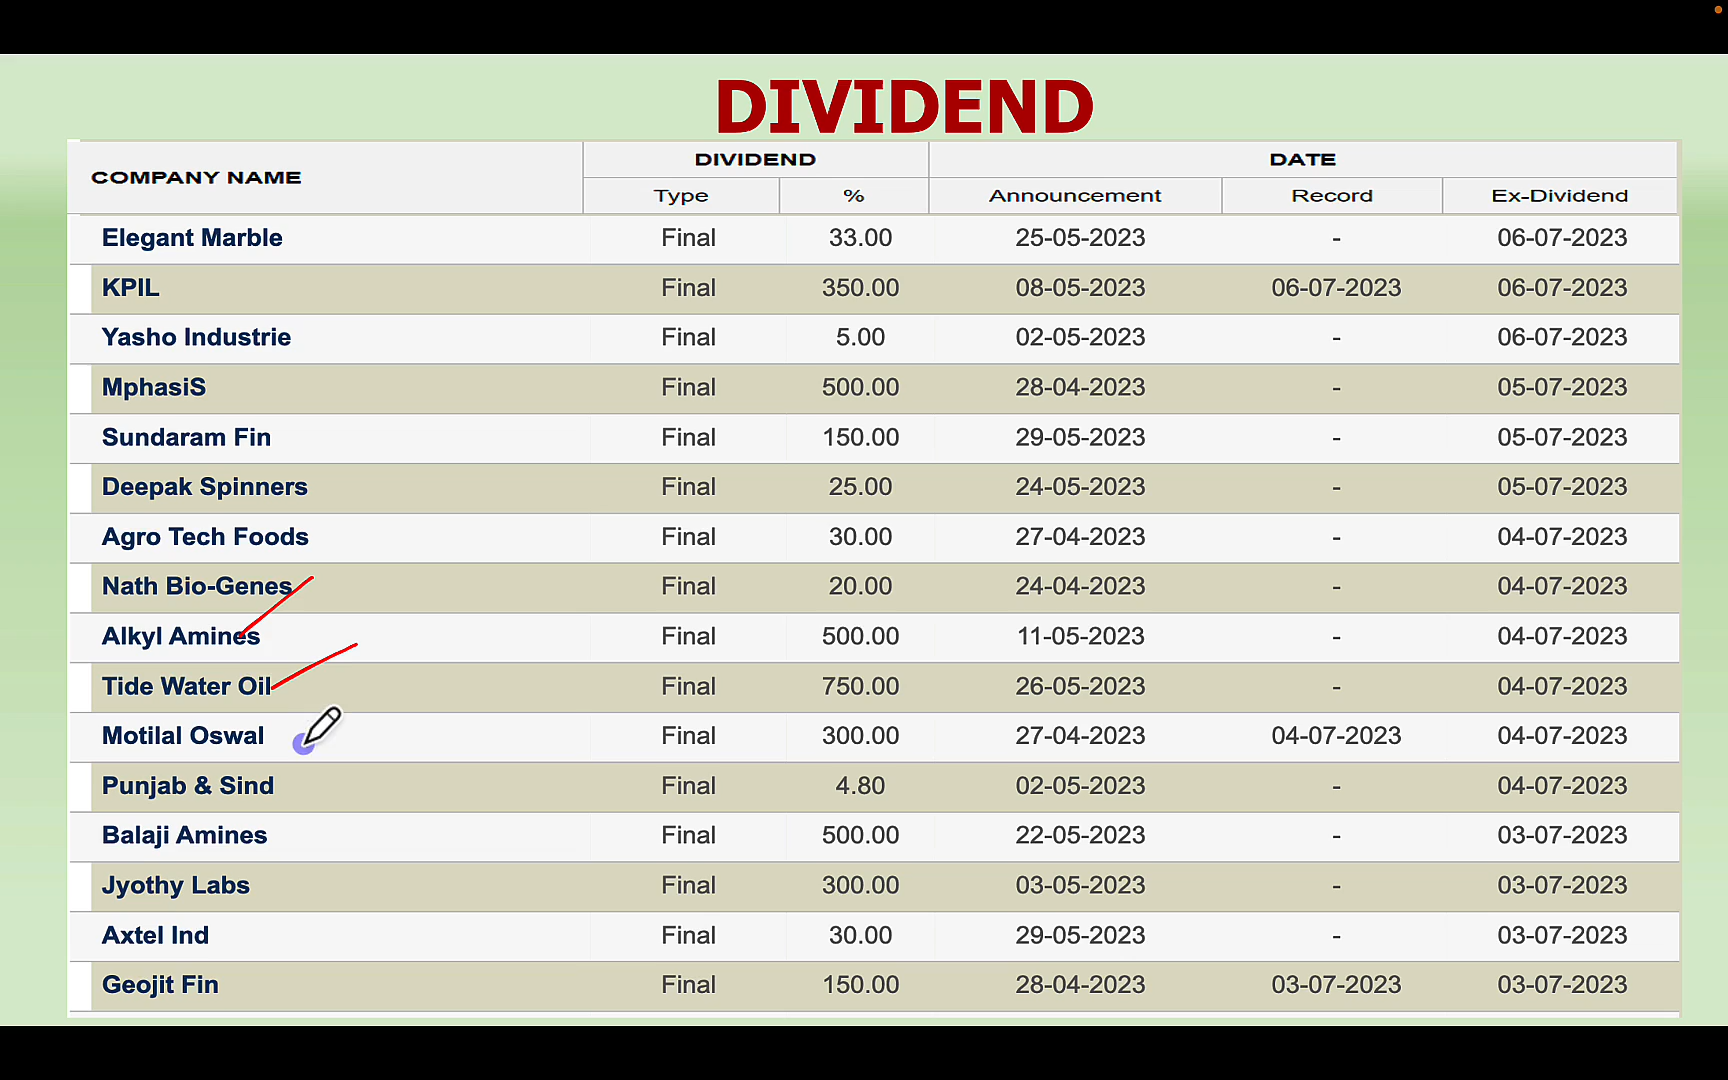 DIVIDEND
COMPANY NAME DIVIDEND DATE
Type % Announcement Record Ex-Dividend
Elegant Marble Final 33.00 25-05-2023 - 06-07-2023
KPIL Final 350.00 08-05-2023 06-07-2023 06-07-2023
Yasho Industrie Final 5.00 02-05-2023 - 06-07-2023
MphasiS Final 500.00 28-04-2023 - 05-07-2023
Sundaram Fin Final 150.00 29-05-2023 - 05-07-2023
Deepak Spinners Final 25.00 24-05-2023 - 05-07-2023
Agro Tech Foods Final 30.00 27-04-2023 - 04-07-2023
Nath Bio-Genes Final 20.00 24-04-2023 - 04-07-2023
Alkyl Amines Final 500.00 11-05-2023 - 04-07-2023
Tide Water Oil Final 750.00 26-05-2023 - 04-07-2023
Motilal Oswal Final 300.00 27-04-2023 04-07-2023 04-07-2023
Punjab & Sind Final 4.80 02-05-2023 - 04-07-2023
Balaji Amines Final 500.00 22-05-2023 - 03-07-2023
Jyothy Labs Final 300.00 03-05-2023 - 03-07-2023
Axtel Ind Final 30.00 29-05-2023 - 03-07-2023
Geojit Fin Final 150.00 28-04-2023 03-07-2023 03-07-2023